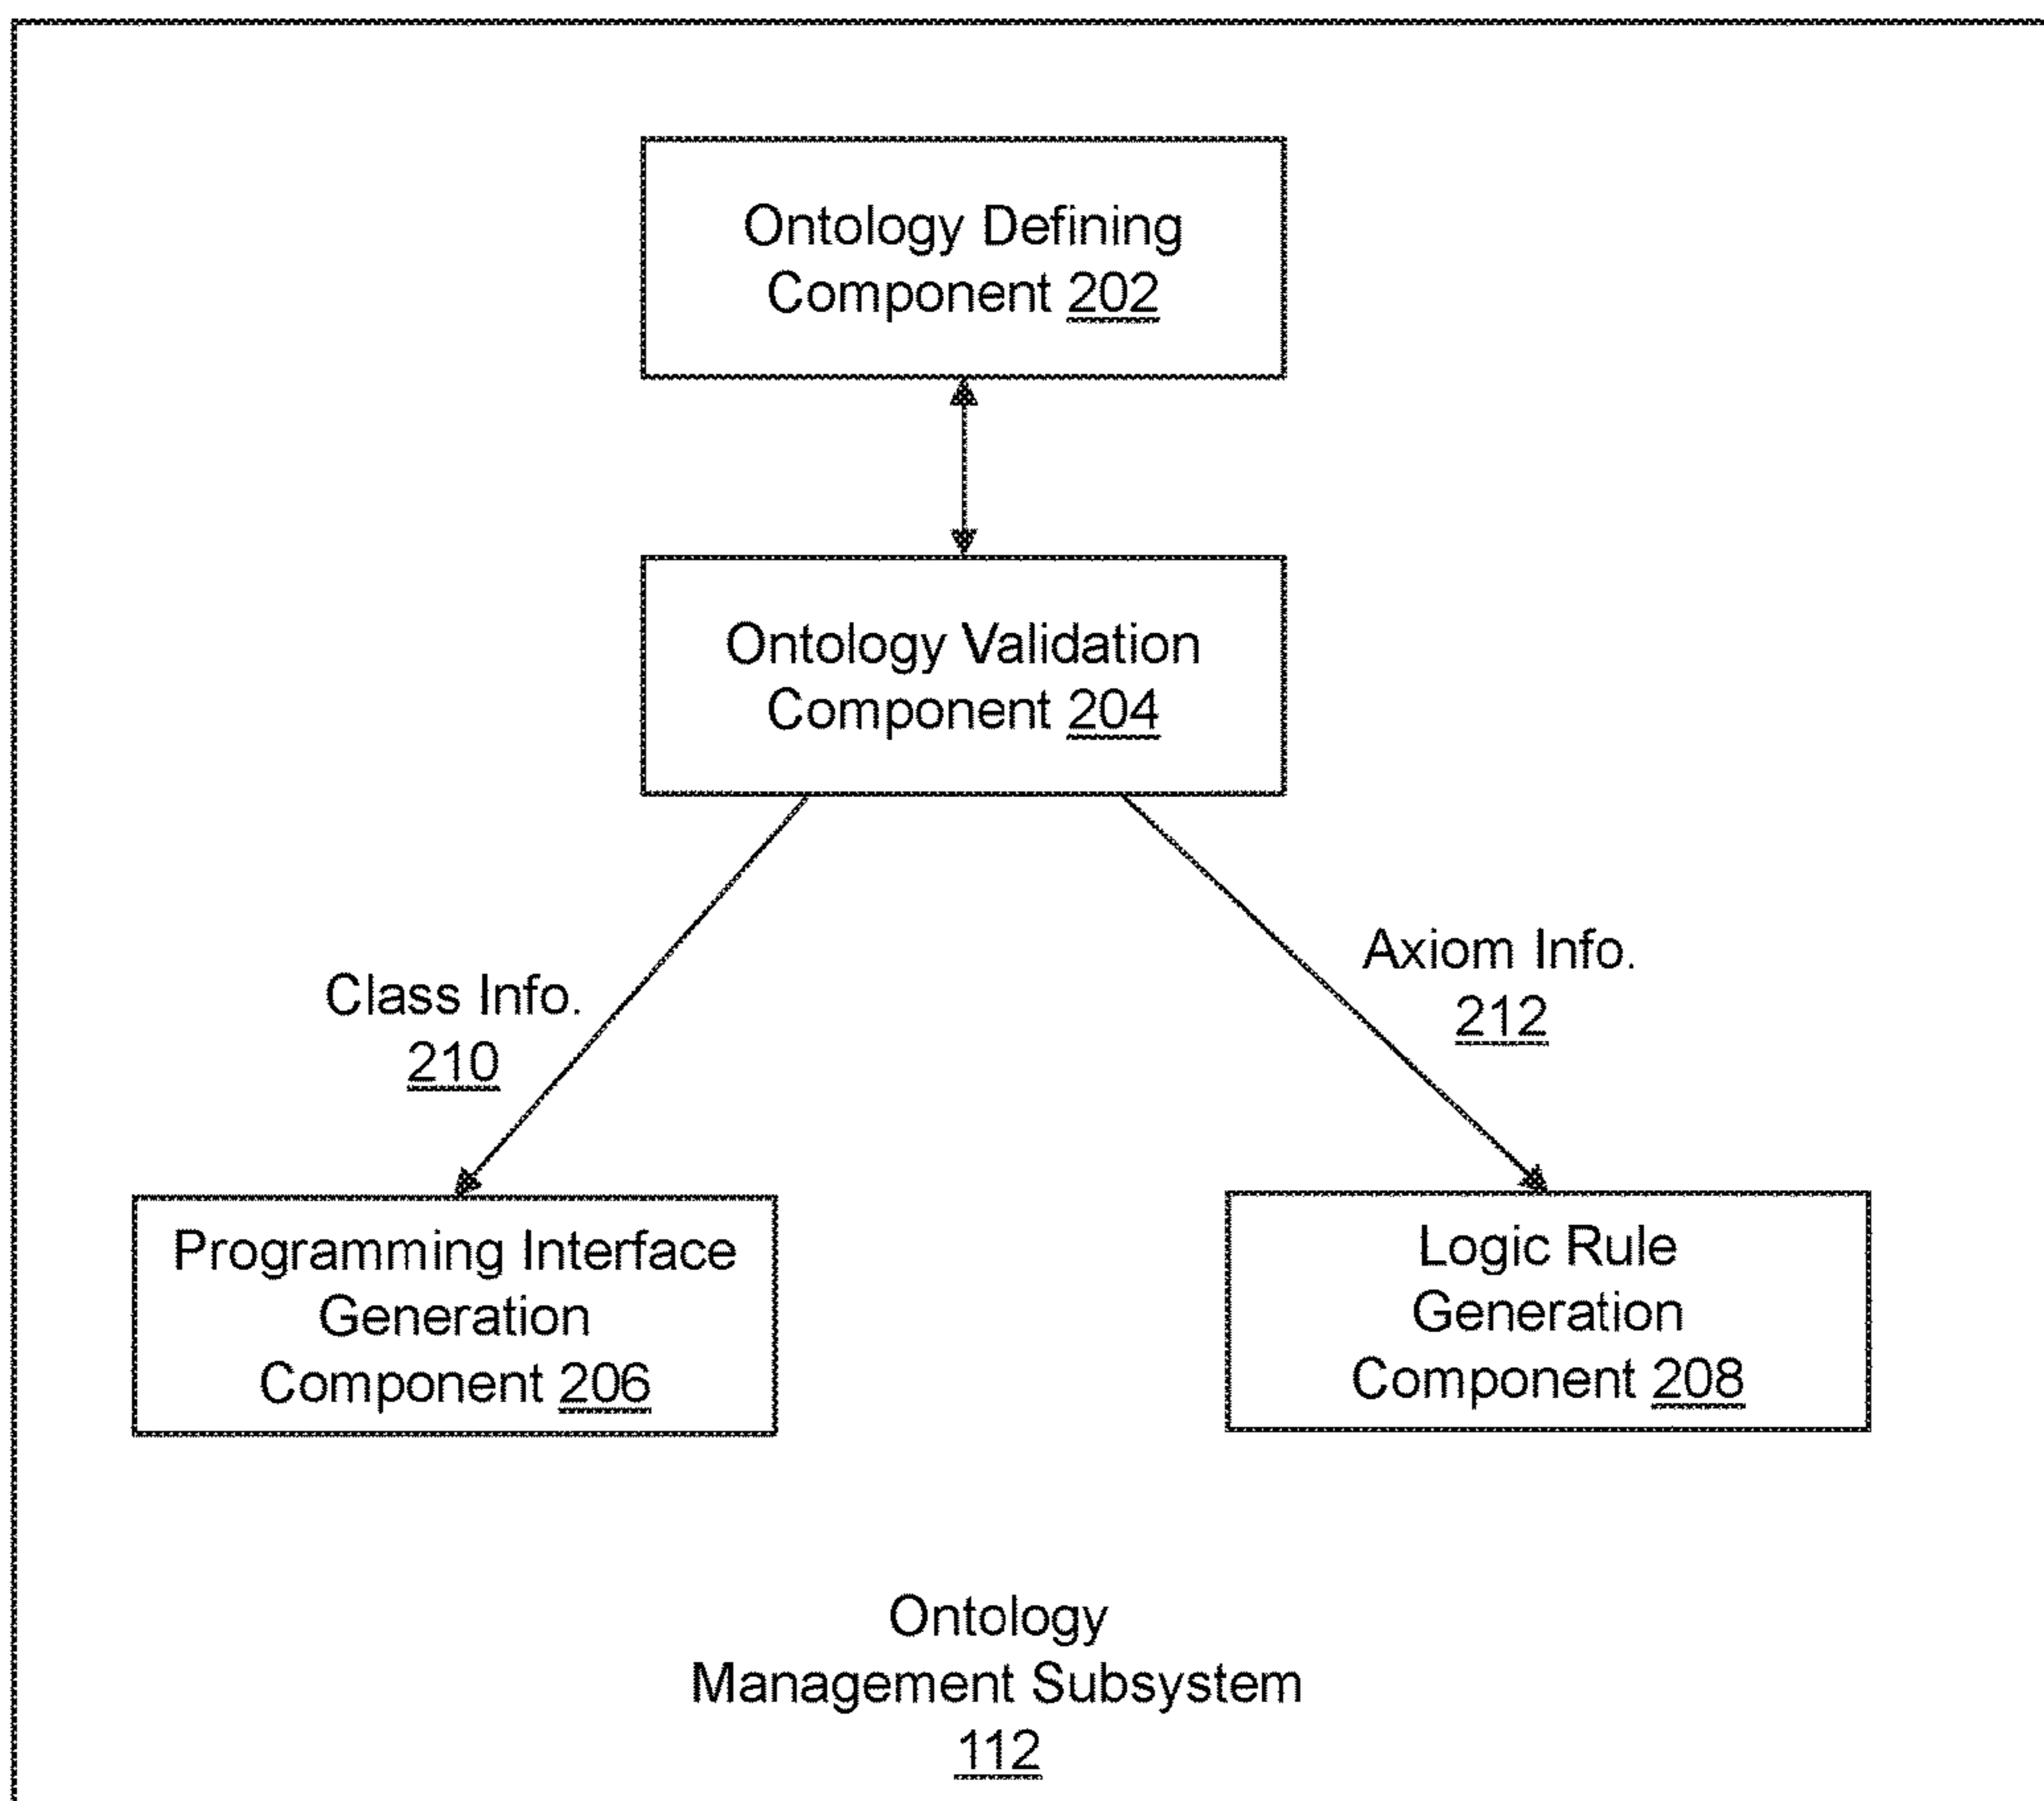 Ontology Defining
Component 202
Ontology Validation
Component 204
Class Info.
210
Axiom Info.
212
Programming Interface
Generation
Component 206
Logic Rule
Generation
Component 208
Ontology
Management Subsystem
112